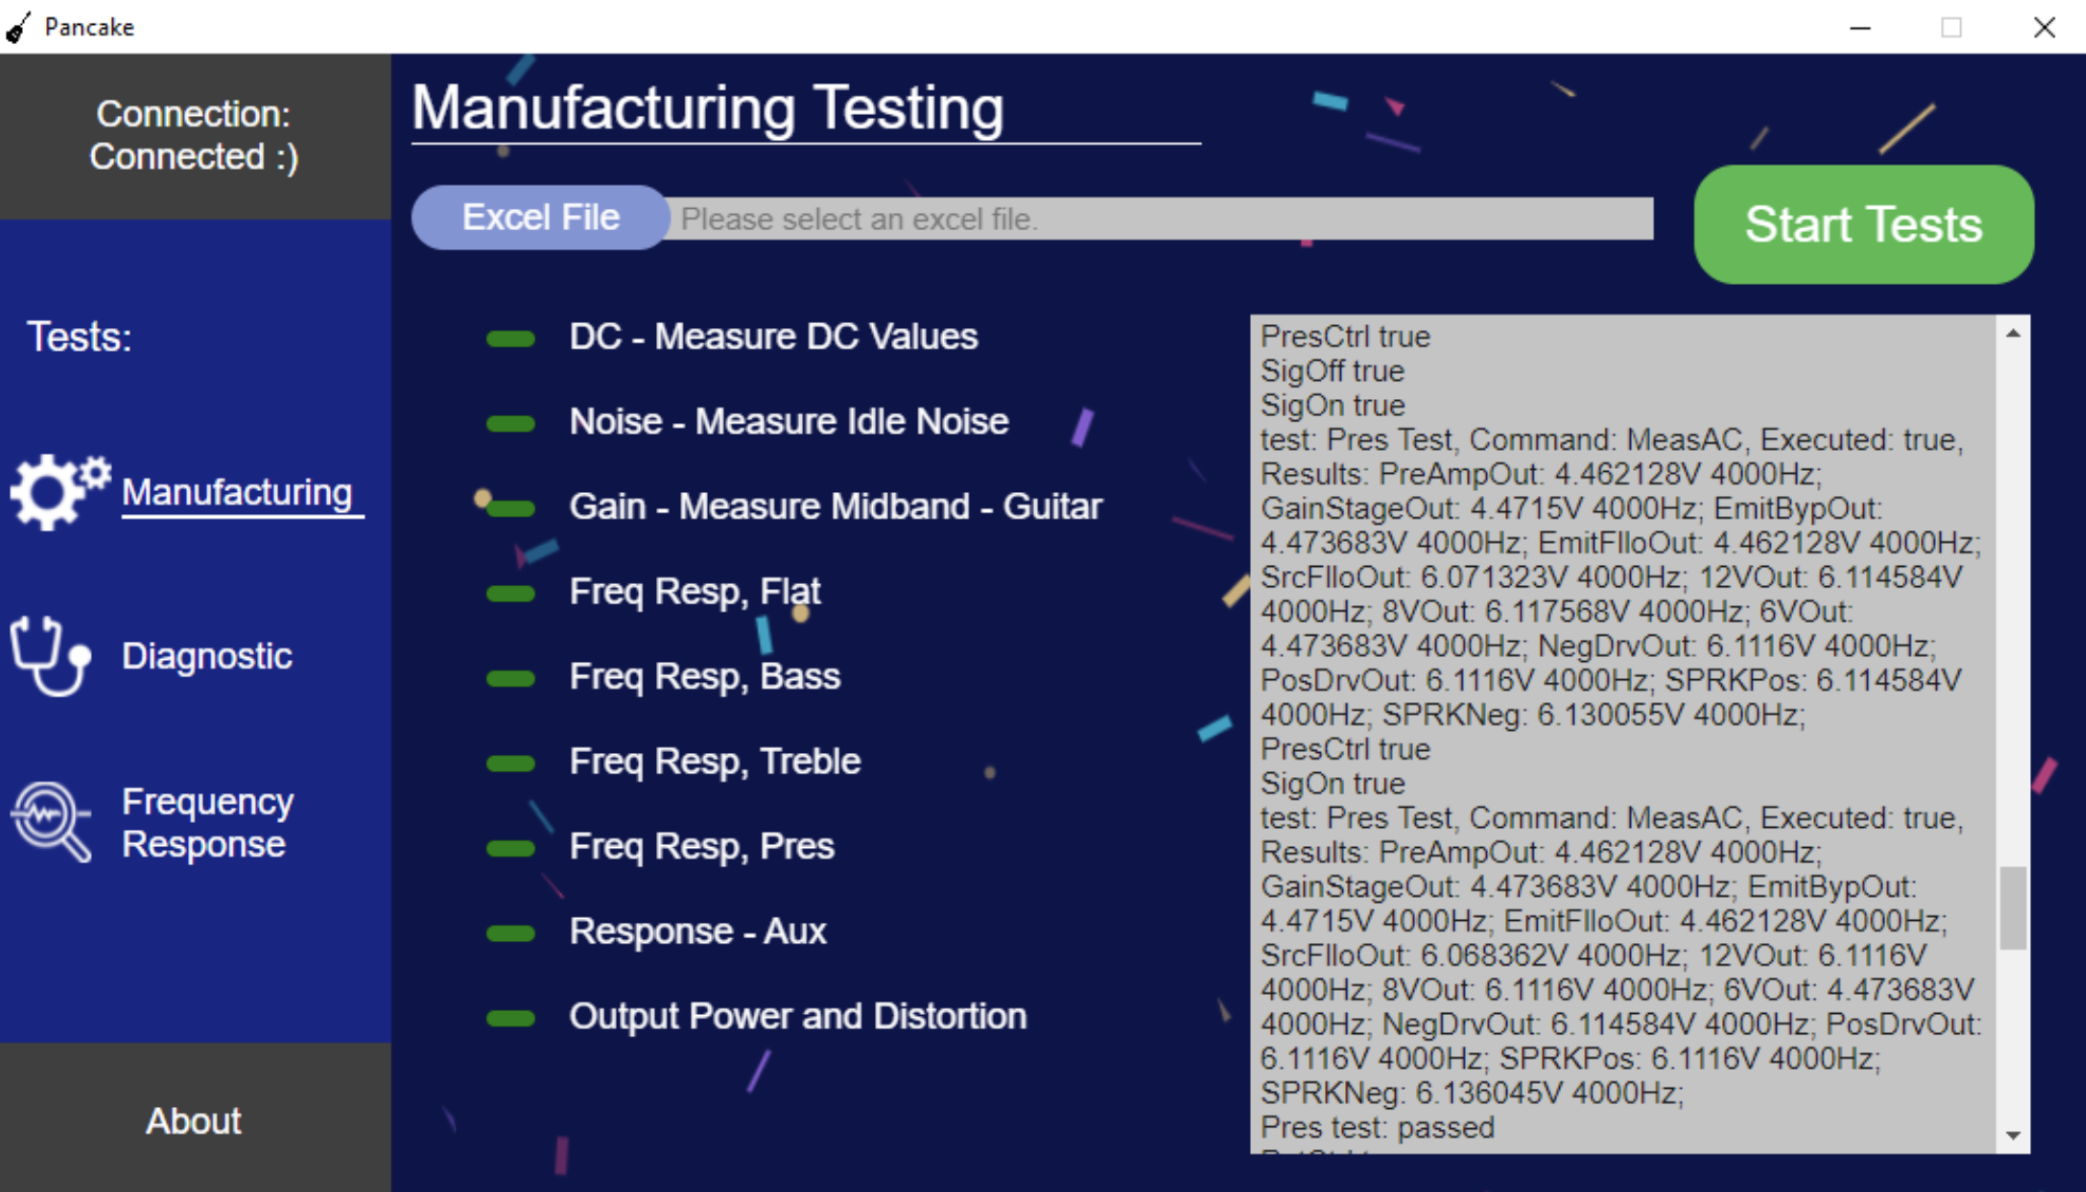 Pancake
Connection:
Connected :)
Manufacturing Testing
Excel File
Please select an excel file.
Start Tests
Tests:
Manufacturing
Diagnostic
Frequency
Response
About
DC - Measure DC Values
Noise - Measure Idle Noise
Gain - Measure Midband - Guitar
Freq Resp, Flat
Freq Resp, Bass
Freq Resp, Treble
Freq Resp, Pres
Response - Aux
Output Power and Distortion
PresCtrl true
SigOff true
SigOn true
test: Pres Test, Command: MeasAC, Executed: true,
Results: PreAmpOut: 4.462128V 4000Hz;
GainStageOut: 4.4715V 4000Hz; EmitBypOut:
4.473683V 4000Hz; EmitFlloOut: 4.462128V 4000Hz;
SrcFlloOut: 6.071323V 4000Hz; 12VOut: 6.114584V
4000Hz; 8VOut: 6.117568V 4000Hz; 6VOut:
4.473683V 4000Hz; NegDrvOut: 6.1116V 4000Hz;
PosDrvOut: 6.1116V 4000Hz; SPRKPos: 6.114584V
4000Hz; SPRKNeg: 6.130055V 4000Hz;
PresCtrl true
SigOn true
test: Pres Test, Command: MeasAC, Executed: true,
Results: PreAmpOut: 4.462128V 4000Hz;
GainStageOut: 4.473683V 4000Hz; EmitBypOut:
4.4715V 4000Hz; EmitFlloOut: 4.462128V 4000Hz;
SrcFlloOut: 6.068362V 4000Hz; 12VOut: 6.1116V
4000Hz; 8VOut: 6.1116V 4000Hz; 6VOut: 4.473683V
4000Hz; NegDrvOut: 6.114584V 4000Hz; PosDrvOut:
6.1116V 4000Hz; SPRKPos: 6.1116V 4000Hz;
SPRKNeg: 6.136045V 4000Hz;
Pres test: passed